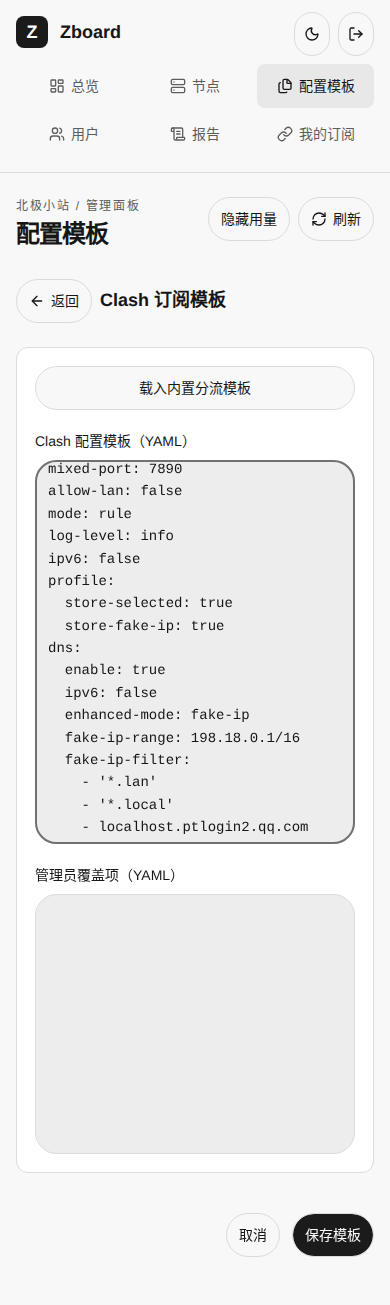 Z Zboard
总览 节点 配置模板
用户 报告 我的订阅
北极小站 / 管理面板
配置模板
隐藏用量 刷新
返回 Clash 订阅模板
载入内置分流模板
Clash 配置模板（YAML）
mixed-port: 7890
allow-lan: false
mode: rule
log-level: info
ipv6: false
profile:
  store-selected: true
  store-fake-ip: true
dns:
  enable: true
  ipv6: false
  enhanced-mode: fake-ip
  fake-ip-range: 198.18.0.1/16
  fake-ip-filter:
    - '*.lan'
    - '*.local'
    - localhost.ptlogin2.qq.com
管理员覆盖项（YAML）
取消 保存模板